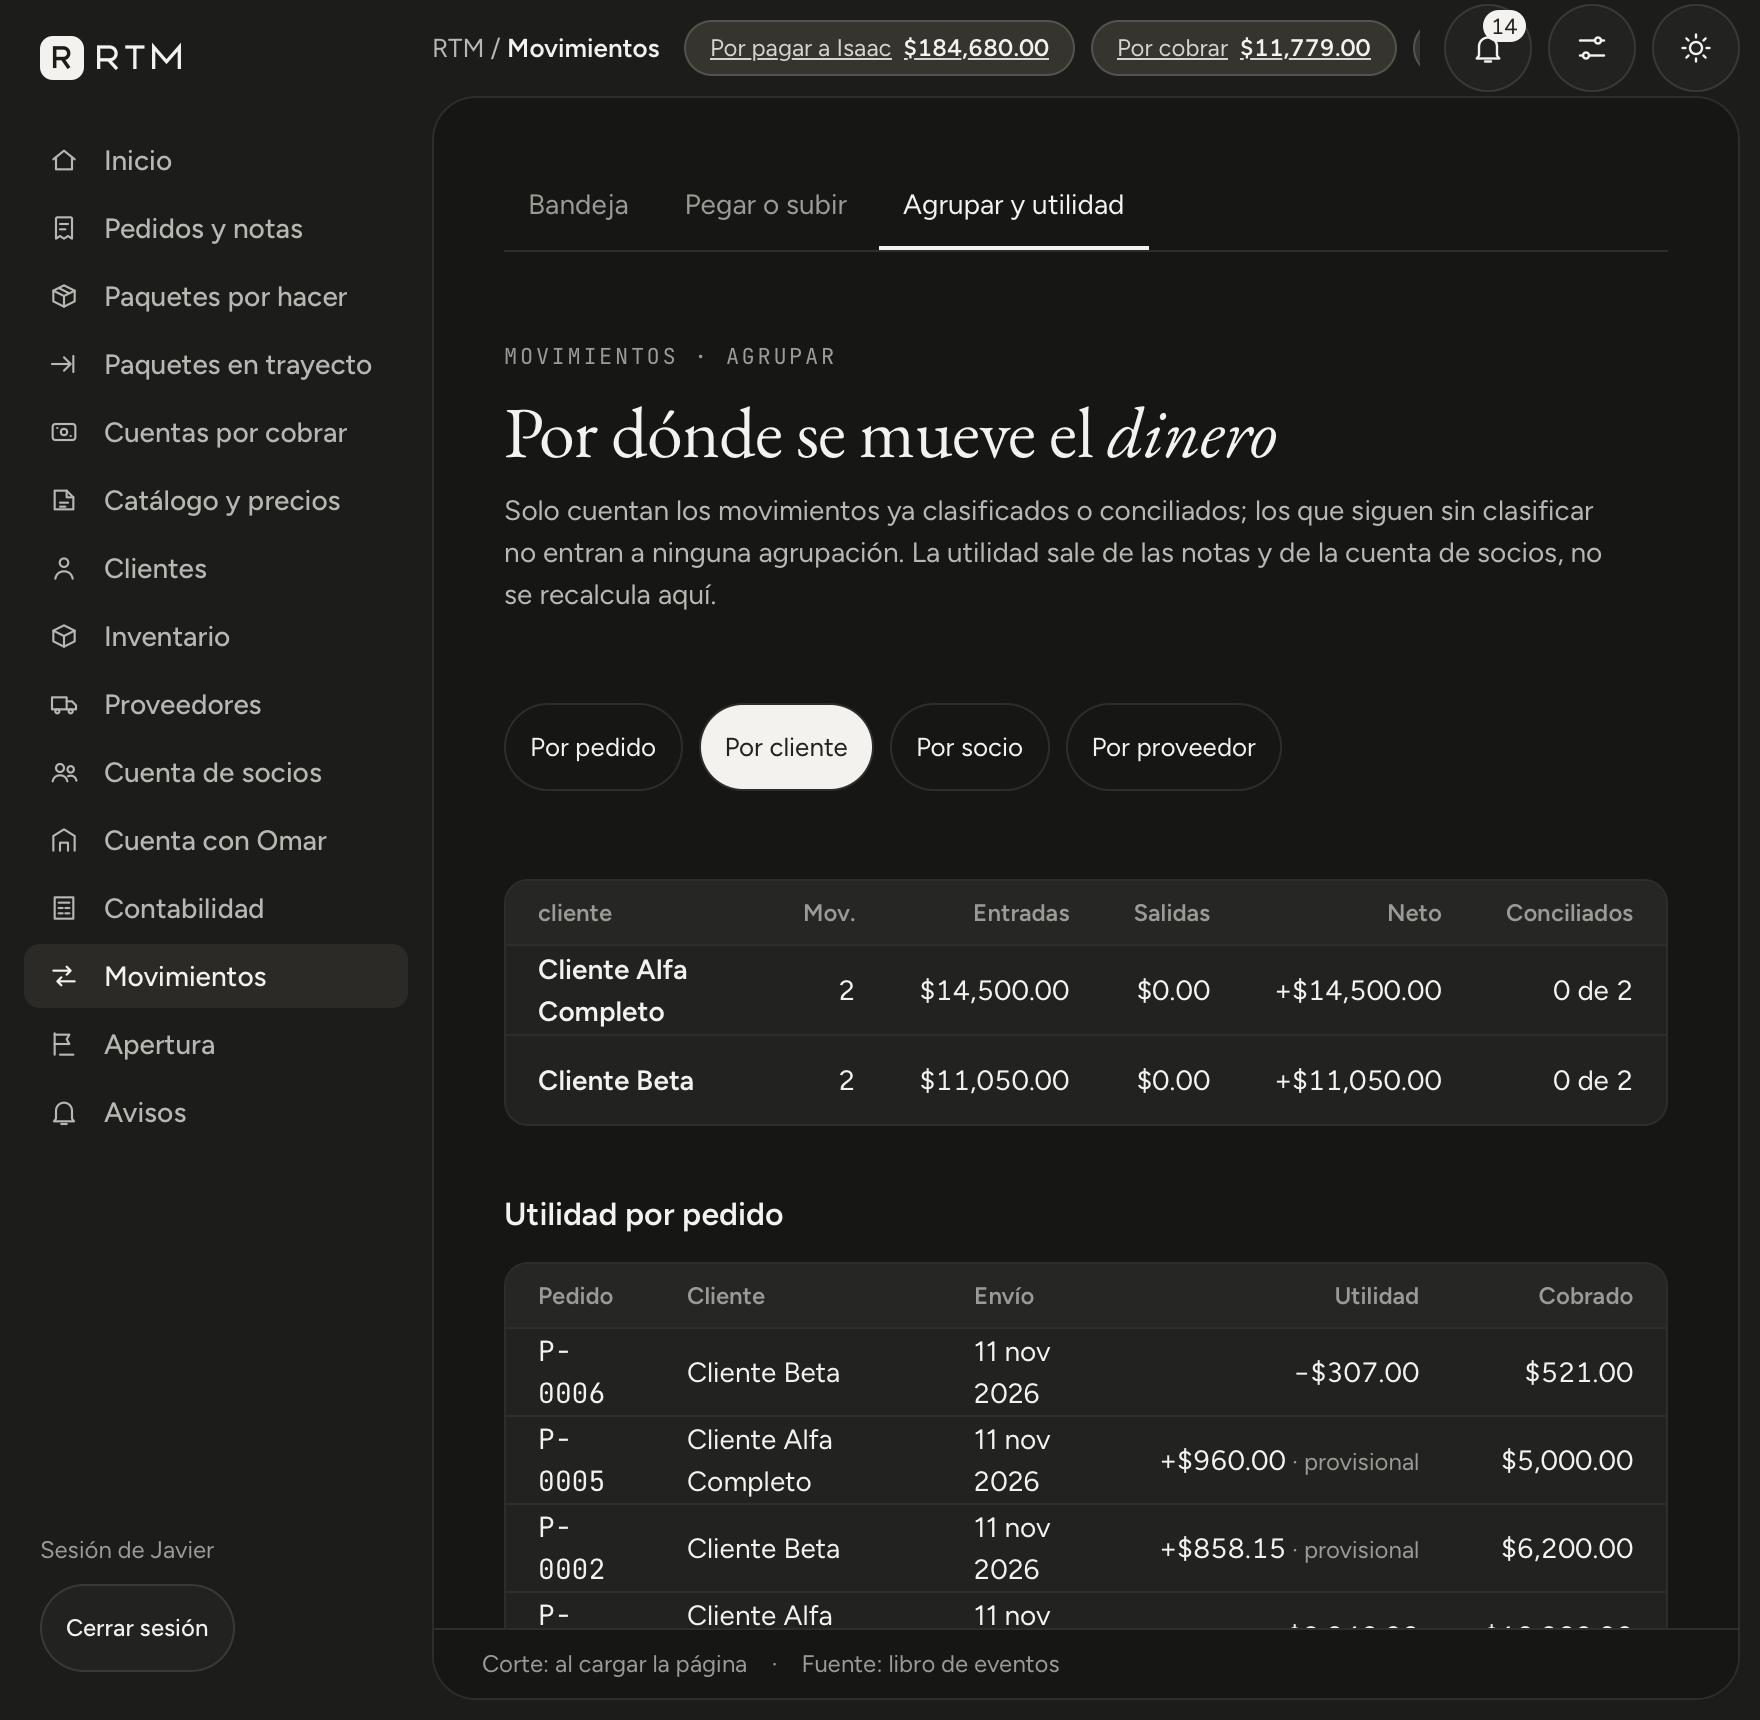 R RTM
RTM / Movimientos
Por pagar a Isaac $184,680.00
Por cobrar $11,779.00
14
Inicio
Pedidos y notas
Paquetes por hacer
Paquetes en trayecto
Cuentas por cobrar
Catálogo y precios
Clientes
Inventario
Proveedores
Cuenta de socios
Cuenta con Omar
Contabilidad
Movimientos
Apertura
Avisos
Sesión de Javier
Cerrar sesión
Bandeja Pegar o subir Agrupar y utilidad
MOVIMIENTOS · AGRUPAR
Por dónde se mueve el dinero
Solo cuentan los movimientos ya clasificados o conciliados; los que siguen sin clasificar
no entran a ninguna agrupación. La utilidad sale de las notas y de la cuenta de socios, no
se recalcula aquí.
Por pedido Por cliente Por socio Por proveedor
cliente Mov. Entradas Salidas Neto Conciliados
Cliente Alfa
Completo 2 $14,500.00 $0.00 +$14,500.00 0 de 2
Cliente Beta 2 $11,050.00 $0.00 +$11,050.00 0 de 2
Utilidad por pedido
Pedido Cliente Envío Utilidad Cobrado
P-
0006 Cliente Beta 11 nov
2026 −$307.00 $521.00
P-
0005 Cliente Alfa
Completo 11 nov
2026 +$960.00 · provisional $5,000.00
P-
0002 Cliente Beta 11 nov
2026 +$858.15 · provisional $6,200.00
P- Cliente Alfa 11 nov
Corte: al cargar la página · Fuente: libro de eventos